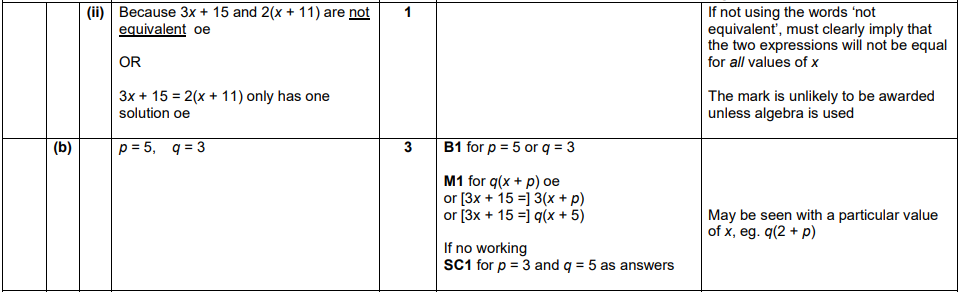 (ii) Because 3x + 15 and 2(x + 11) are not
equivalent oe
OR
3x + 15 = 2(x + 11) only has one
solution oe
1
If not using the words ‘not
equivalent’, must clearly imply that
the two expressions will not be equal
for all values of x
The mark is unlikely to be awarded
unless algebra is used
(b) p = 5, q = 3
3
B1 for p = 5 or q = 3
M1 for q(x + p) oe
or [3x + 15 =] 3(x + p)
or [3x + 15 =] q(x + 5)
If no working
SC1 for p = 3 and q = 5 as answers
May be seen with a particular value
of x, eg. q(2 + p)